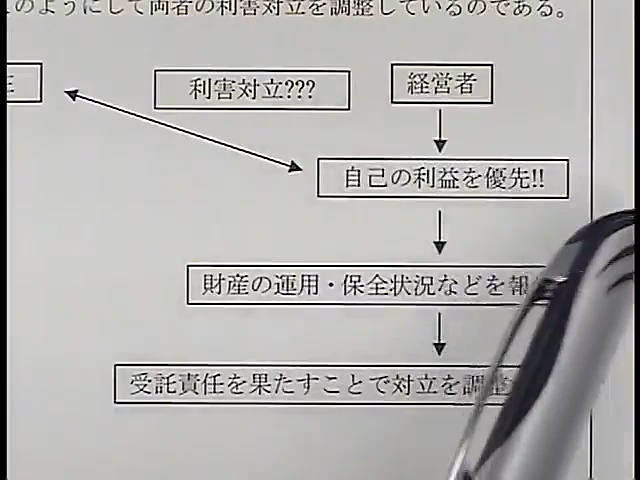 のようにして両者の利害対立を調整しているのである。
利害対立???
経営者
自己の利益を優先!!
財産の運用・保全状況などを報
受託責任を果たすことで対立を調整